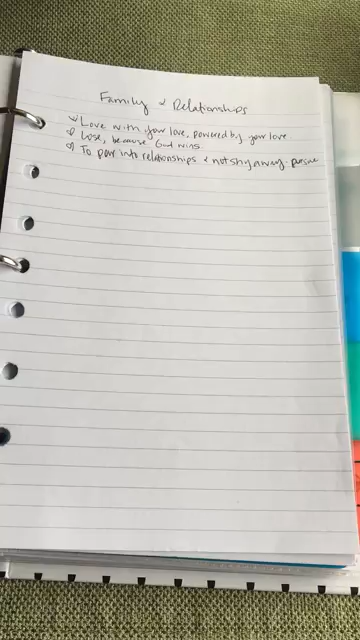 Family & Relationships
Love with your love, powered by your love
Lose, because God wins
To pour into relationships & not shy away. pursue